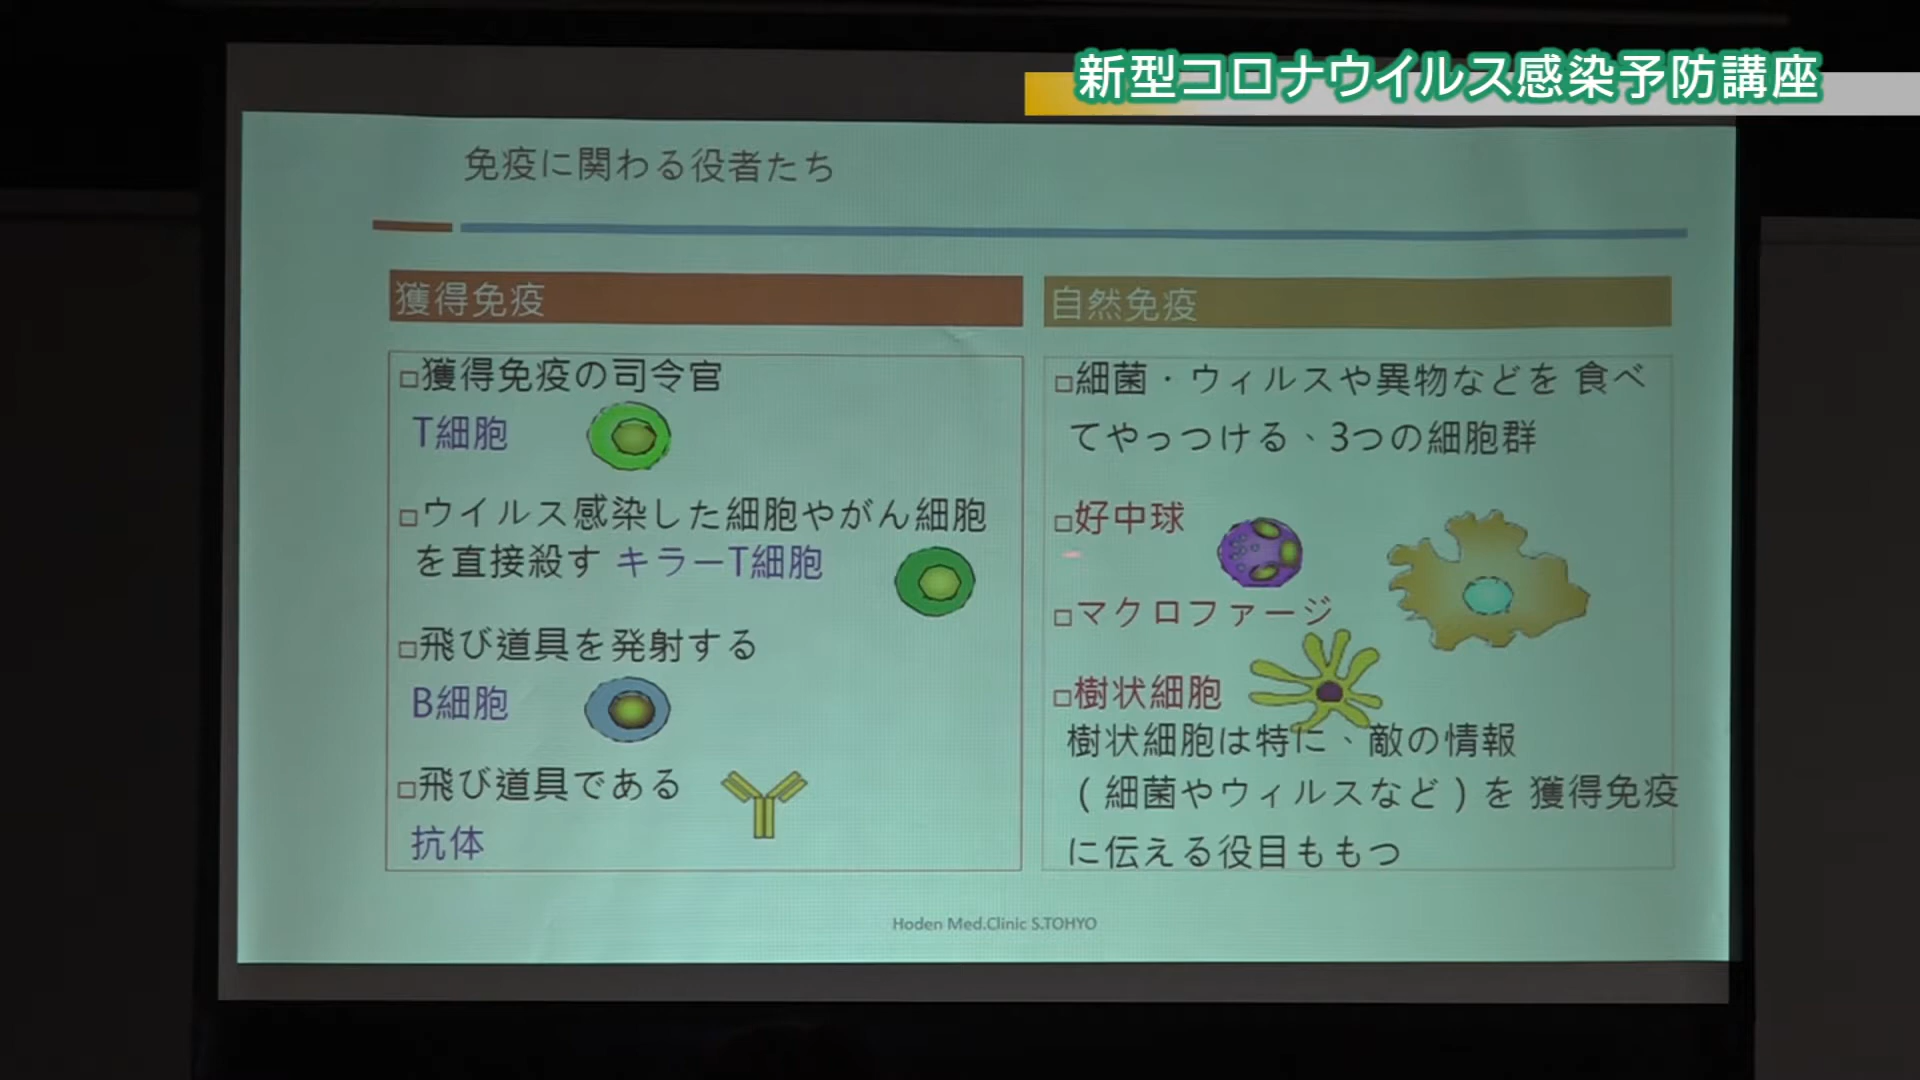 新型コロナウイルス感染予防講座
免疫に関わる役者たち
獲得免疫
□獲得免疫の司令官
T細胞
□ウイルス感染した細胞やがん細胞
を直接殺す キラーT細胞
□飛び道具を発射する
B細胞
□飛び道具である
抗体
自然免疫
□細菌・ウィルスや異物などを 食べ
てやっつける、3つの細胞群
□好中球
□マクロファージ
□樹状細胞
樹状細胞は特に、敵の情報
(細菌やウィルスなど)を 獲得免疫
に伝える役目ももつ
Hoden Med.Clinic S.TOHYO